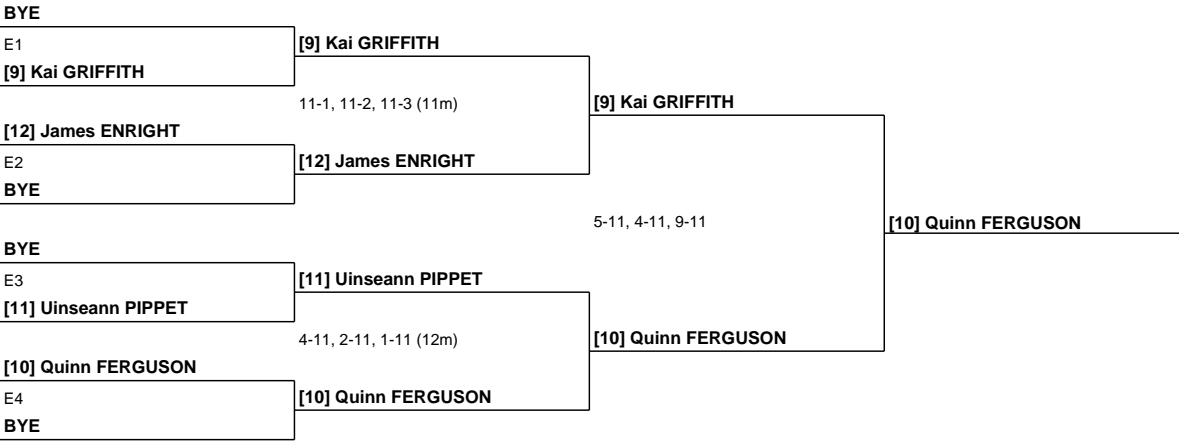 BYE
E1
[9] Kai GRIFFITH
[9] Kai GRIFFITH
11-1, 11-2, 11-3 (11m)
[9] Kai GRIFFITH
[12] James ENRIGHT
E2
[12] James ENRIGHT
BYE
5-11, 4-11, 9-11
[10] Quinn FERGUSON
BYE
E3
[11] Uinseann PIPPET
[11] Uinseann PIPPET
4-11, 2-11, 1-11 (12m)
[10] Quinn FERGUSON
[10] Quinn FERGUSON
E4
[10] Quinn FERGUSON
BYE